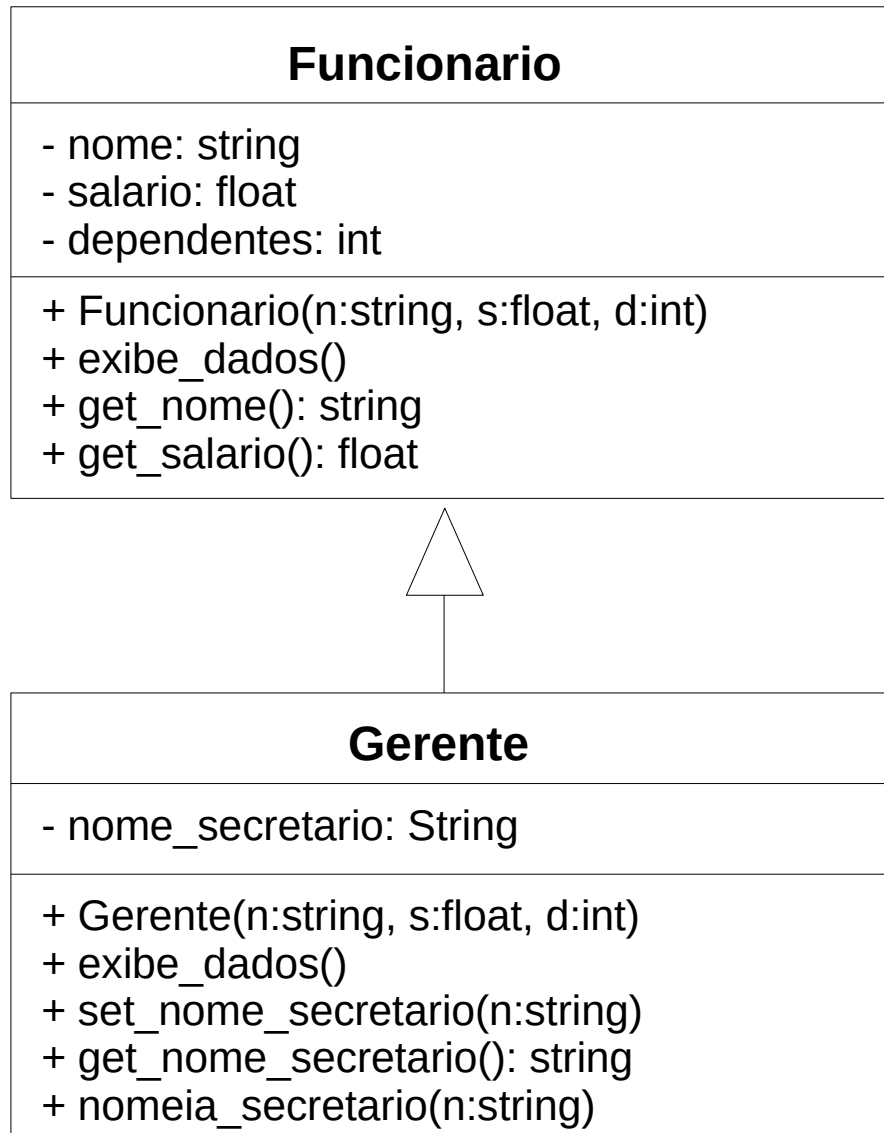 Funcionario
- nome: string
- salario: float
- dependentes: int
+ Funcionario(n:string, s:float, d:int)
+ exibe_dados()
+ get_nome(): string
+ get_salario(): float
Gerente
- nome_secretario: String
+ Gerente(n:string, s:float, d:int)
+ exibe_dados()
+ set_nome_secretario(n:string)
+ get_nome_secretario(): string
+ nomeia_secretario(n:string)